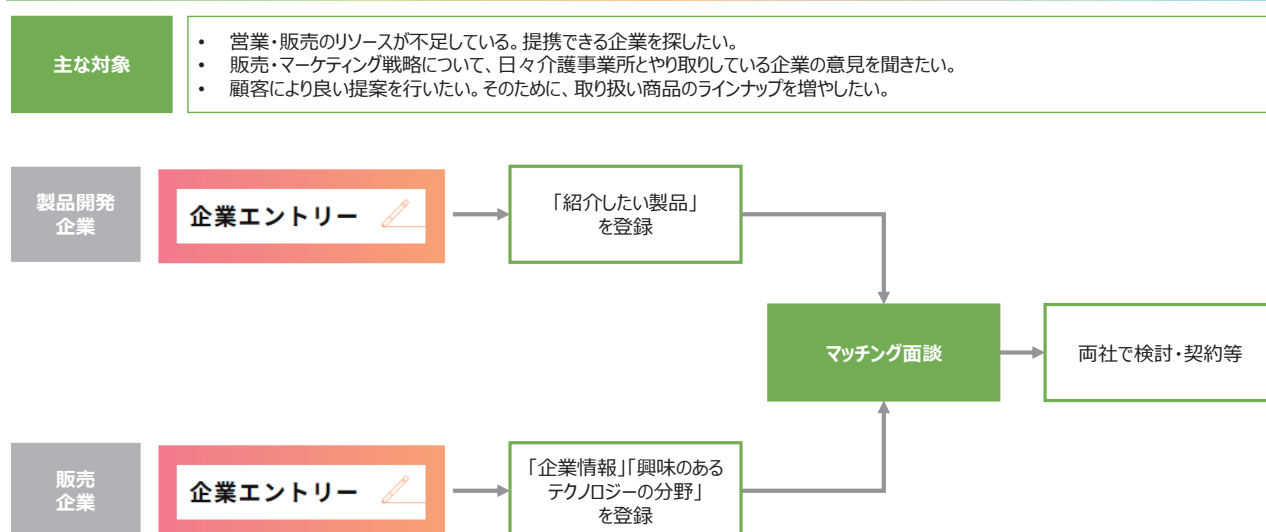 主な対象
• 営業・販売のリソースが不足している。提携できる企業を探したい。
• 販売・マーケティング戦略について、日々介護事業所とやり取りしている企業の意見を聞きたい。
• 顧客により良い提案を行いたい。そのために、取り扱い商品のラインナップを増やしたい。
製品開発
企業
企業エントリー
「紹介したい製品」
を登録
マッチング面談
両社で検討・契約等
販売
企業
企業エントリー
「企業情報」「興味のある
テクノロジーの分野」
を登録